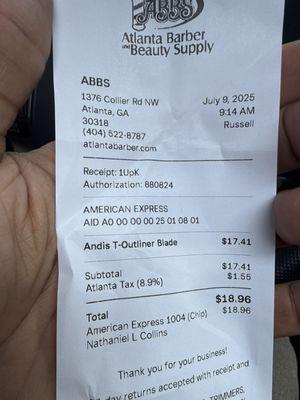 ABBS
Atlanta Barber
and Beauty Supply
ABBS
1376 Collier Rd NW July 9, 2025
Atlanta, GA 9:14 AM
30318 Russell
(404) 522-8787
atlantabarber.com
Receipt: 1UpK
Authorization: 880824
AMERICAN EXPRESS
AID A0 00 00 00 25 01 08 01
Andis T-Outliner Blade $17.41
Subtotal $17.41
Atlanta Tax (8.9%) $1.55
Total $18.96
American Express 1004 (Chip) $18.96
Nathaniel L Collins
Thank you for your business!
day returns accepted with receipt and
TRIMMERS,